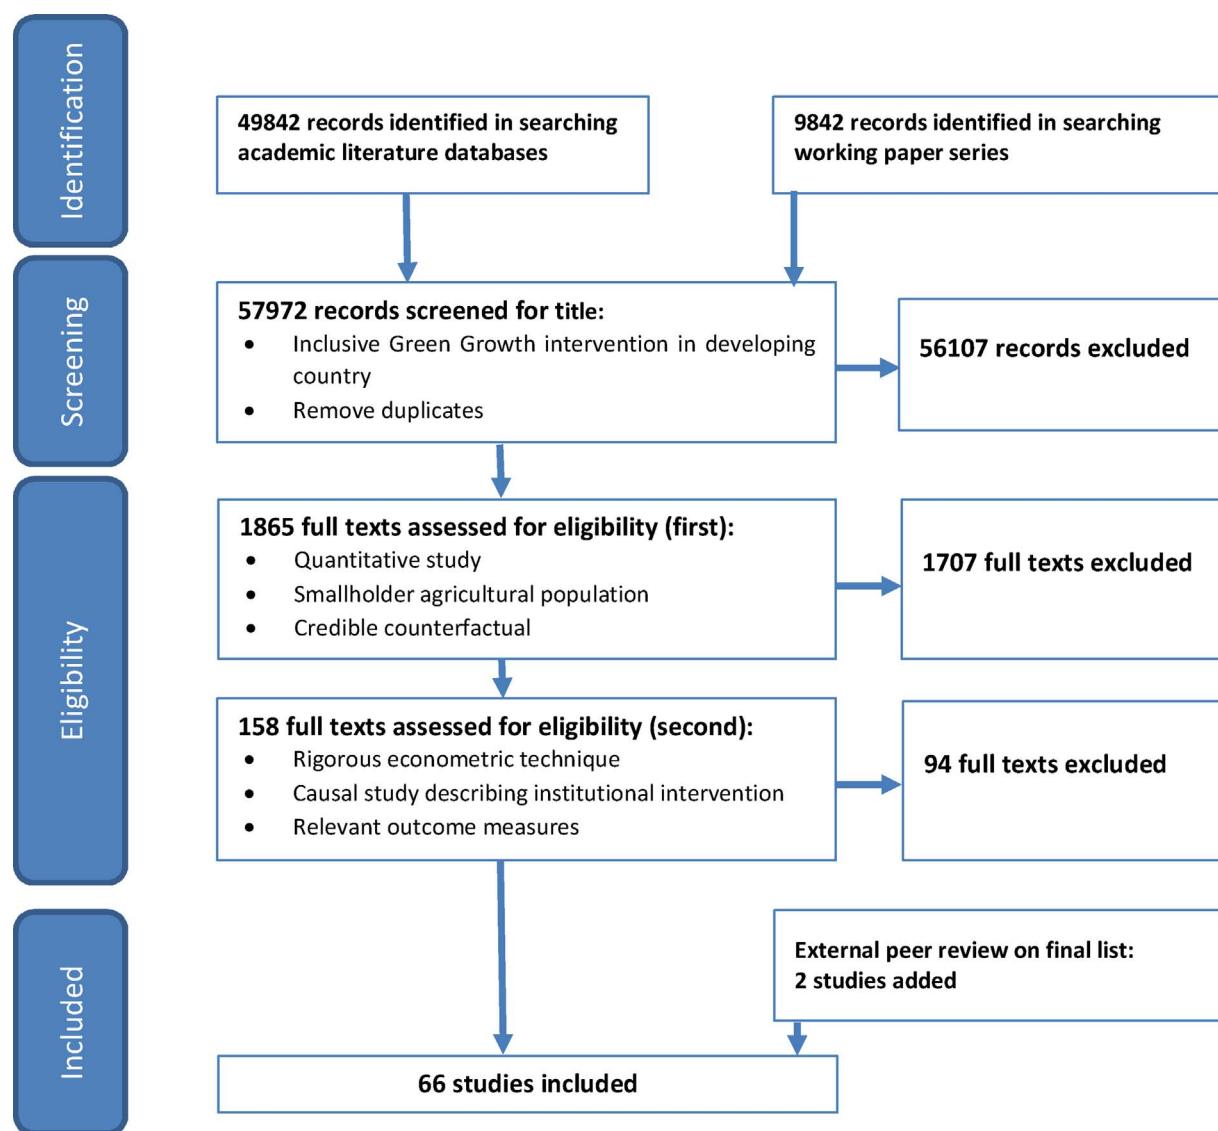 Identification
49842 records identified in searching
academic literature databases
9842 records identified in searching
working paper series
Screening
57972 records screened for title:
• Inclusive Green Growth intervention in developing
country
• Remove duplicates
56107 records excluded
Eligibility
1865 full texts assessed for eligibility (first):
• Quantitative study
• Smallholder agricultural population
• Credible counterfactual
1707 full texts excluded
158 full texts assessed for eligibility (second):
• Rigorous econometric technique
• Causal study describing institutional intervention
• Relevant outcome measures
94 full texts excluded
Included
External peer review on final list:
2 studies added
66 studies included